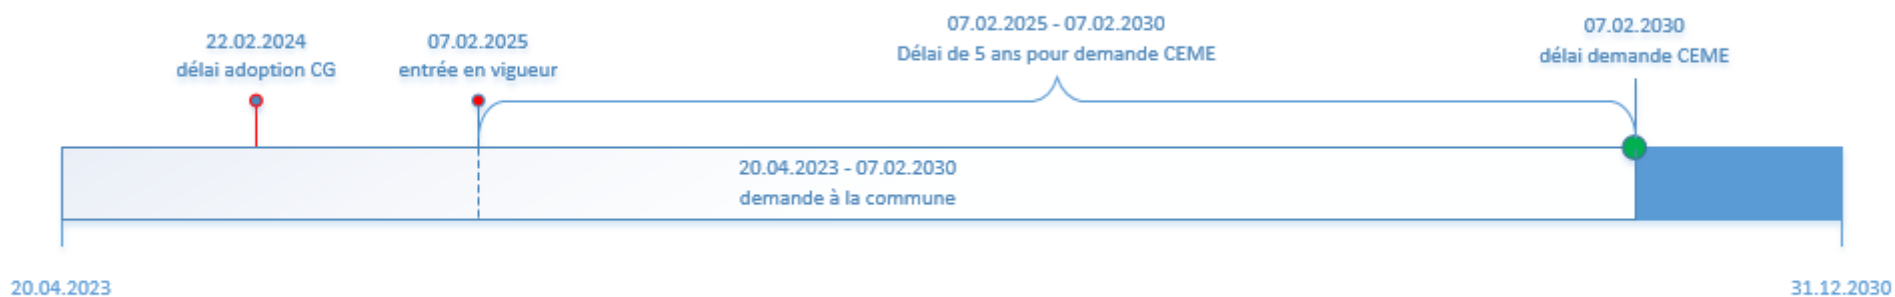 22.02.2024
délai adoption CG
07.02.2025
entrée en vigueur
07.02.2025 - 07.02.2030
Délai de 5 ans pour demande CEME
07.02.2030
délai demande CEME
20.04.2023 - 07.02.2030
demande à la commune
20.04.2023
31.12.2030